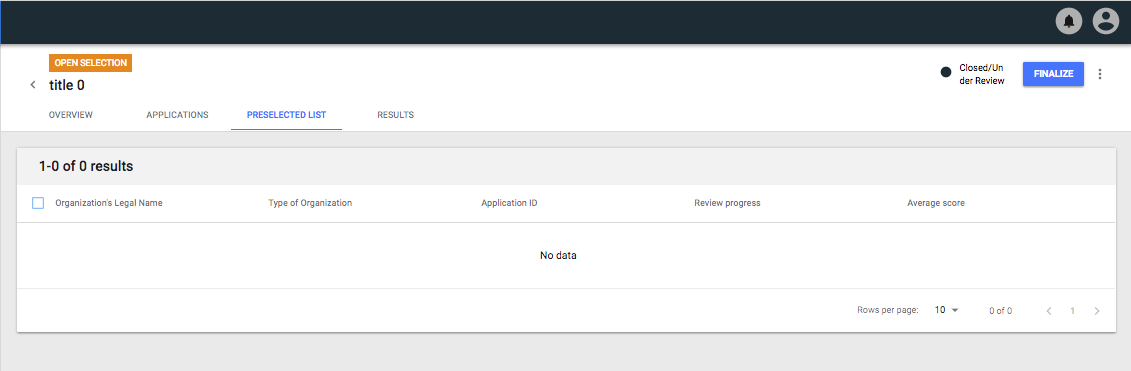 OPEN SELECTION
title 0
Closed/Un
der Review
FINALIZE
OVERVIEW APPLICATIONS PRESELECTED LIST RESULTS
1-0 of 0 results
Organization's Legal Name Type of Organization Application ID Review progress Average score
No data
Rows per page: 10 0 of 0 1